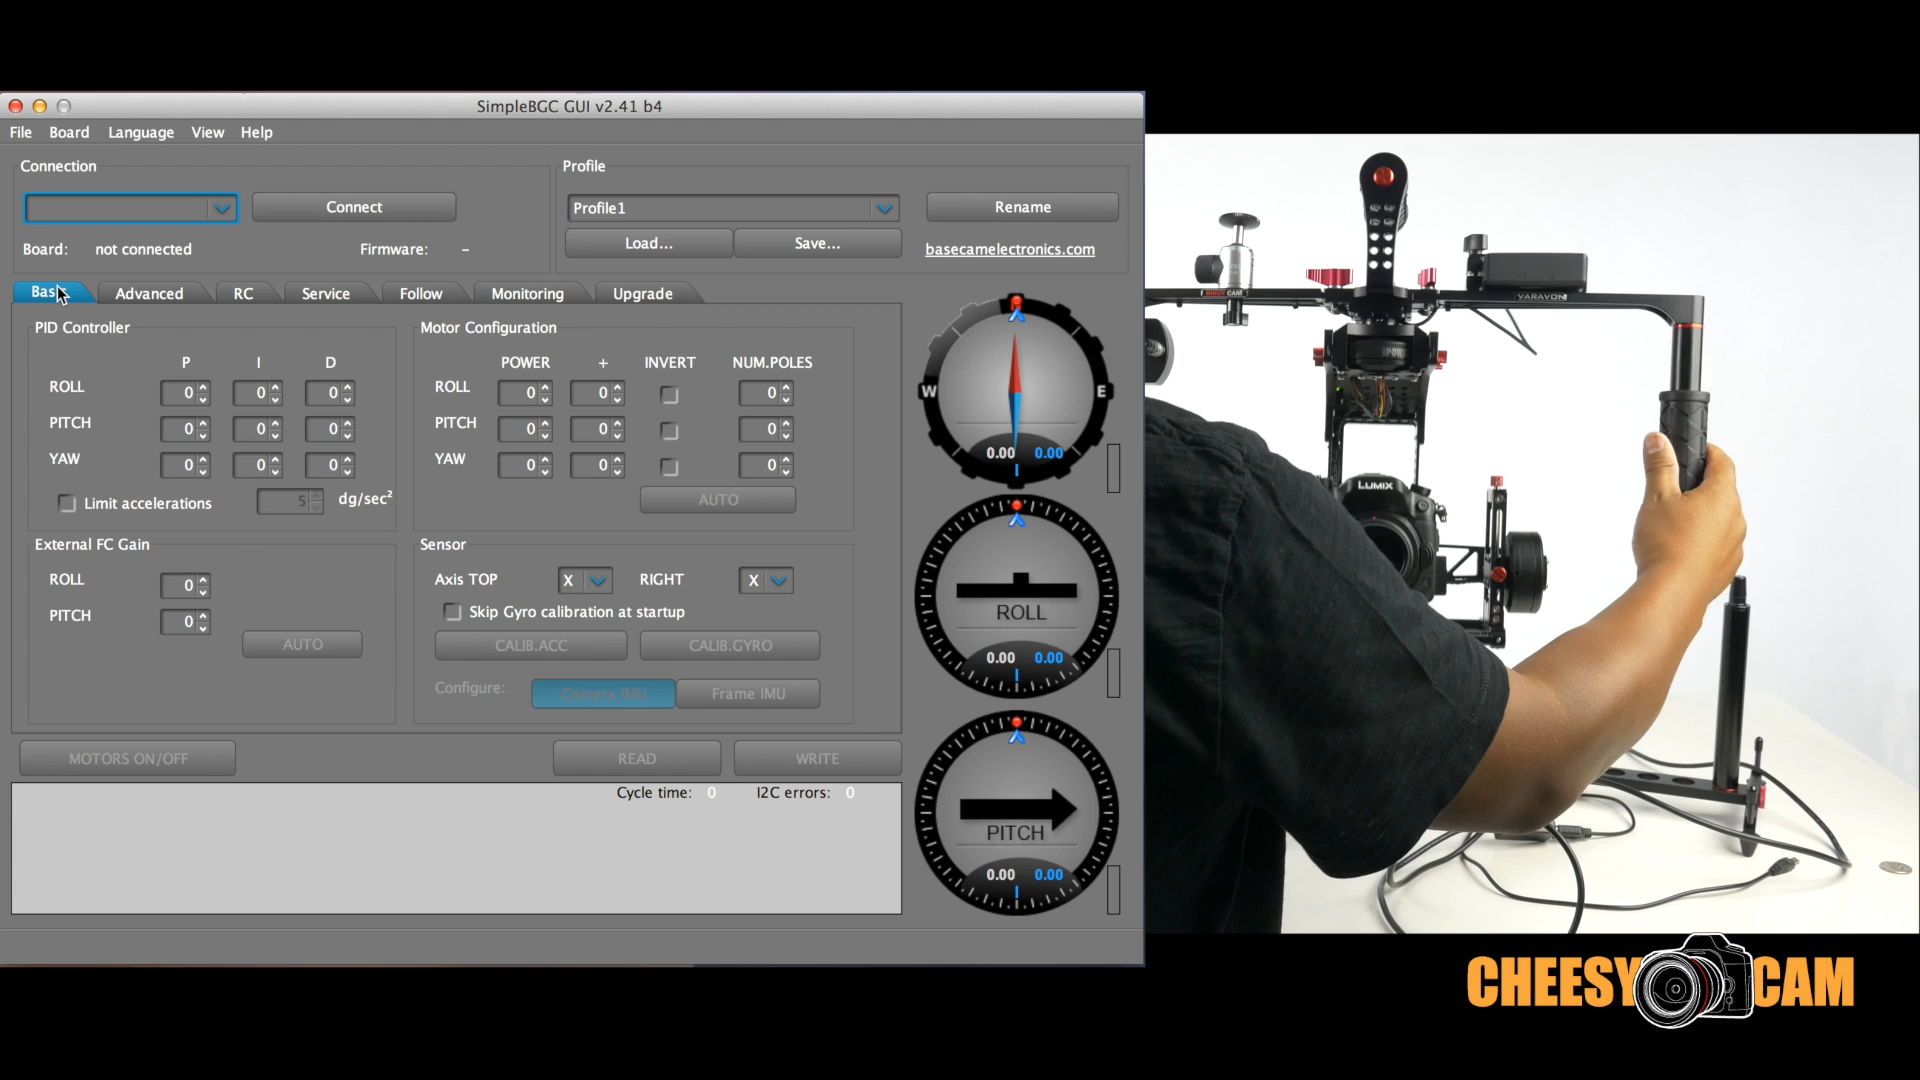 SimpleBGC GUI v2.41 b4
File Board Language View Help
Connection
Connect
Board: not connected Firmware: -
Profile
Profile1
Rename
Load... Save...
basecamelectronics.com
Basic Advanced RC Service Follow Monitoring Upgrade
PID Controller
P I D
ROLL 0 0 0
PITCH 0 0 0
YAW 0 0 0
Limit accelerations 5 dg/sec²
Motor Configuration
POWER + INVERT NUM.POLES
ROLL 0 0 0
PITCH 0 0 0
YAW 0 0 0
AUTO
External FC Gain
ROLL 0
PITCH 0
AUTO
Sensor
Axis TOP X RIGHT X
Skip Gyro calibration at startup
CALIB.ACC CALIB.GYRO
Configure: Camera IMU Frame IMU
MOTORS ON/OFF READ WRITE
Cycle time: 0 I2C errors: 0
W E
0.00 0.00
ROLL
0.00 0.00
PITCH
0.00 0.00
VARAVON
LUMIX
CHEESY CAM